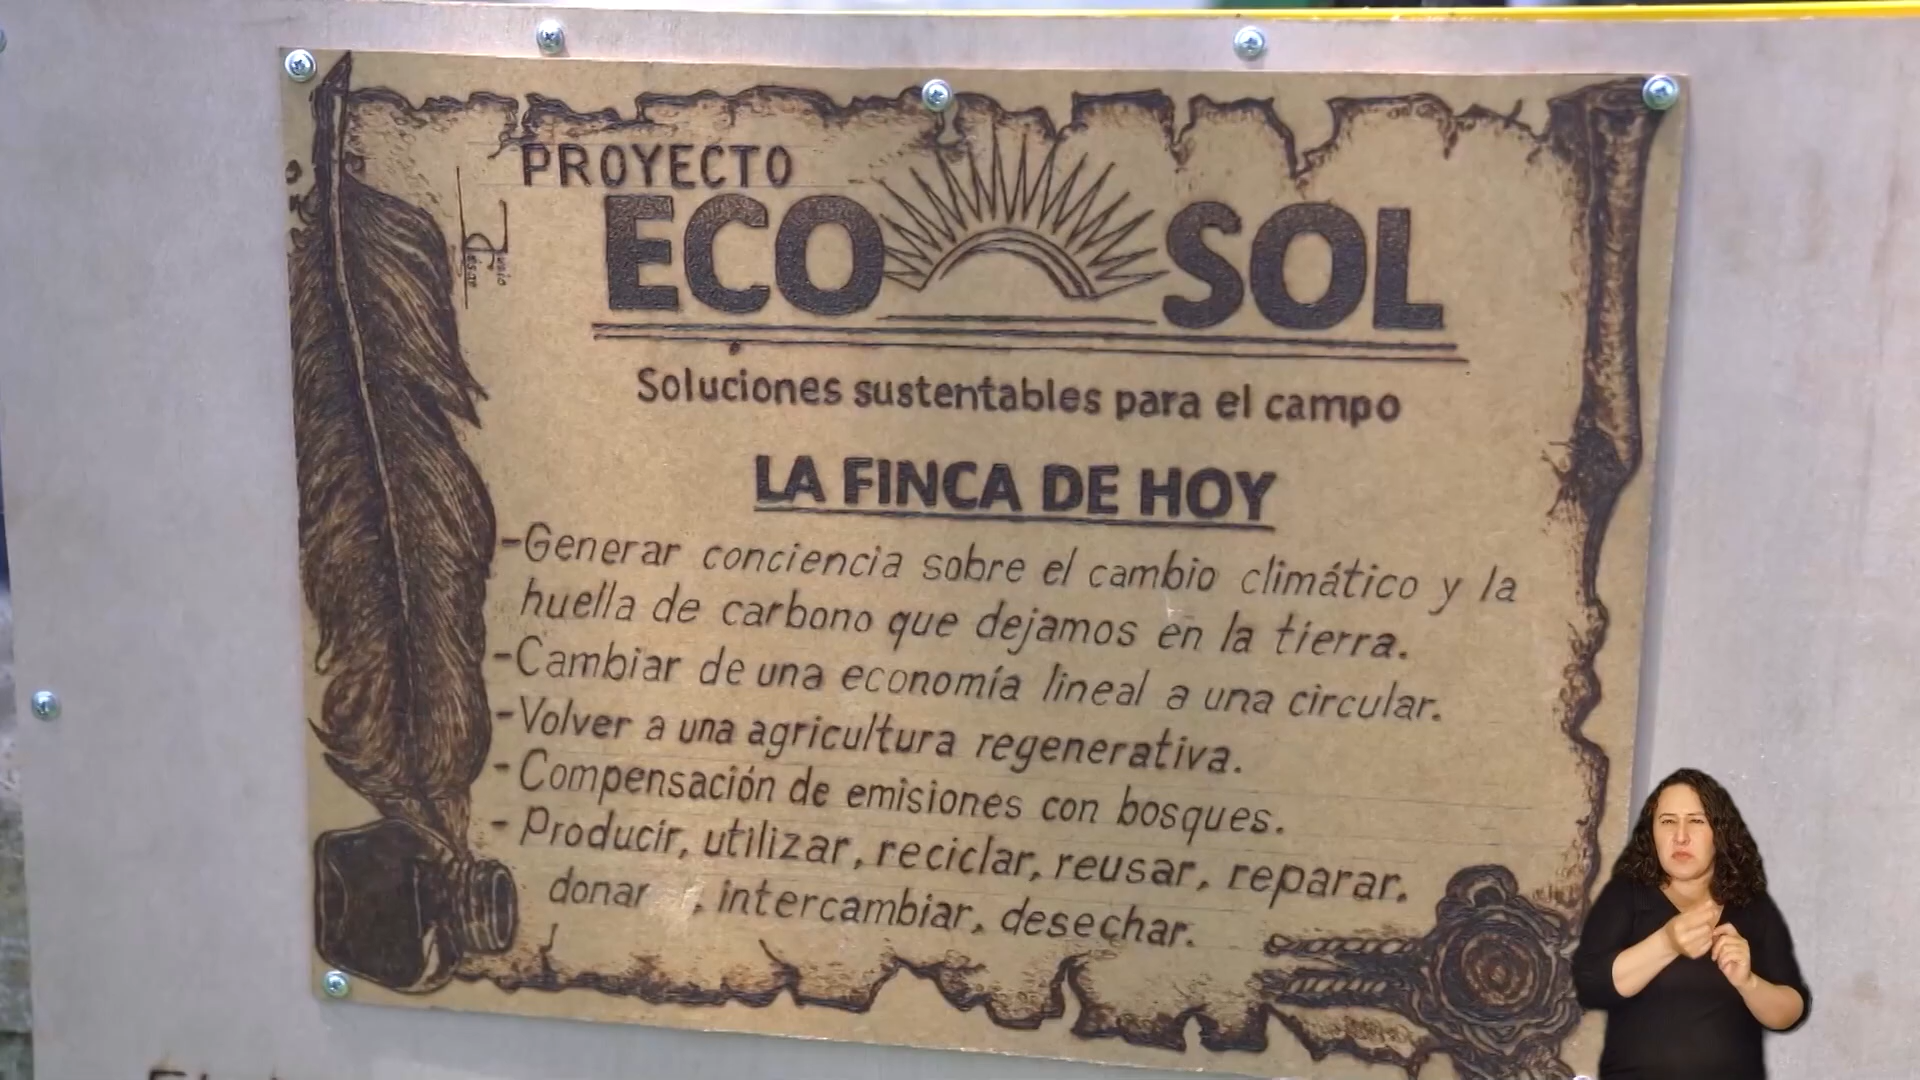 PROYECTO
ECO SOL
Soluciones sustentables para el campo
LA FINCA DE HOY
-Generar conciencia sobre el cambio climático y la
huella de carbono que dejamos en la tierra.
-Cambiar de una economía lineal a una circular.
-Volver a una agricultura regenerativa.
-Compensación de emisiones con bosques.
- Producir, utilizar, reciclar, reusar, reparar.
donar , intercambiar, desechar.